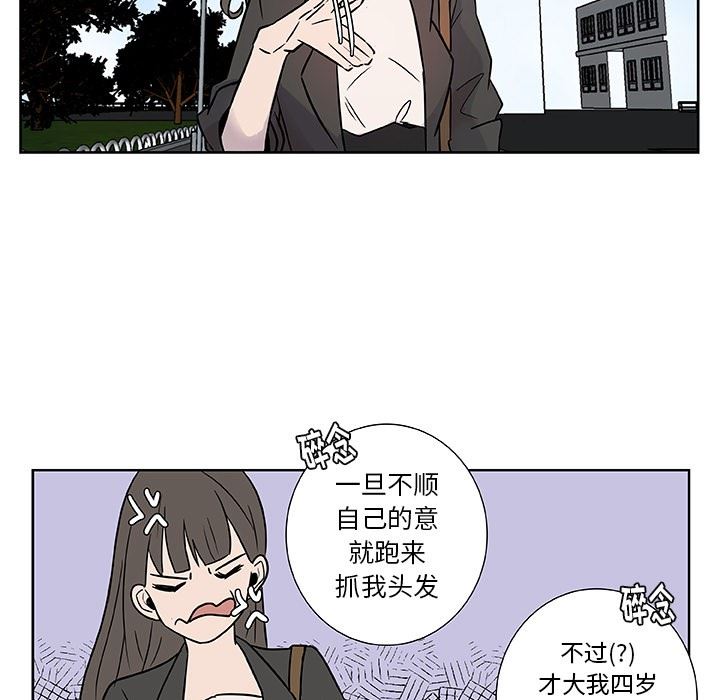 碎念
一旦不顺
自己的意
就跑来
抓我头发
碎念
不过(?)
才大我四岁